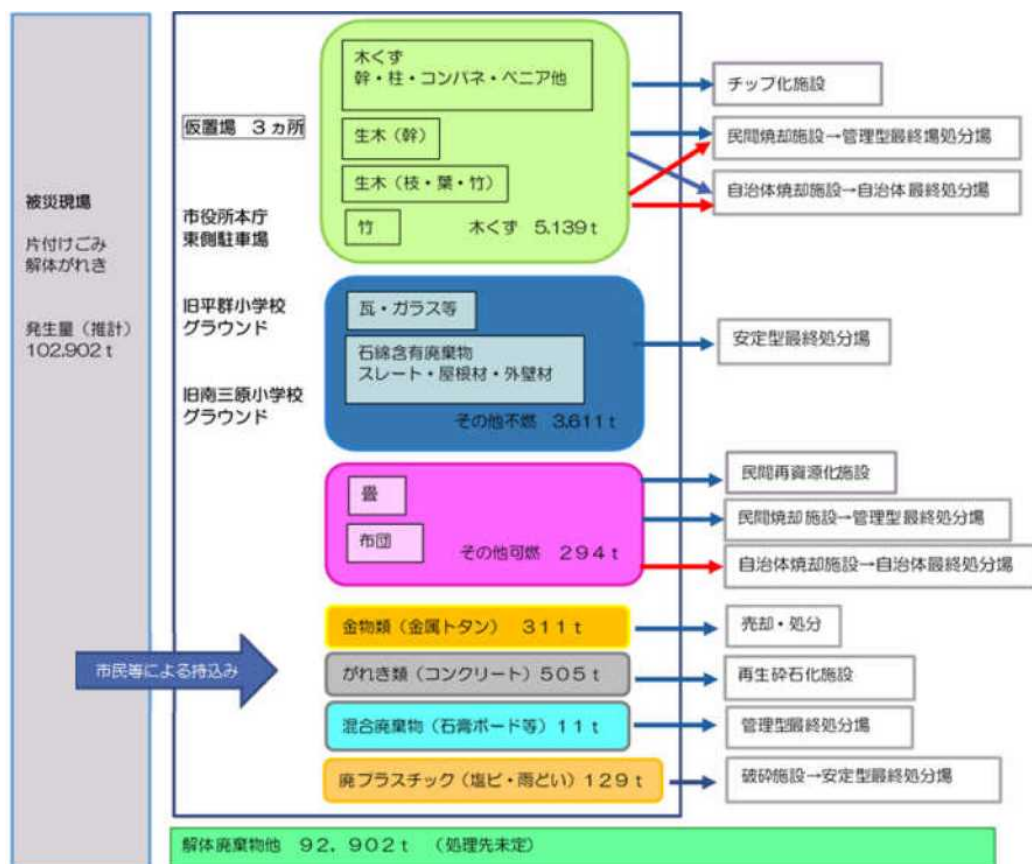 被災現場
片付けごみ
解体がれき
発生量（推計）
102.902ｔ
市民等による持込み
仮置場　３ヵ所
市役所本庁
東側駐車場
旧平群小学校
グラウンド
旧南三原小学校
グラウンド
木くず
幹・柱・コンパネ・ベニア他
生木（幹）
生木（枝・葉・竹）
竹
木くず　5,139ｔ
瓦・ガラス等
石綿含有廃棄物
スレート・屋根材・外壁材
その他不燃　3,611ｔ
畳
布団
その他可燃　２９４ｔ
金物類（金属トタン）　３１１ｔ
がれき類（コンクリート）５０５ｔ
混合廃棄物（石膏ボード等）１１ｔ
廃プラスチック（塩ビ・雨どい）１２９ｔ
チップ化施設
民間焼却施設→管理型最終場処分場
自治体焼却施設→自治体最終処分場
安定型最終処分場
民間再資源化施設
民間焼却施設→管理型最終処分場
自治体焼却施設→自治体最終処分場
売却・処分
再生砕石化施設
管理型最終処分場
破砕施設→安定型最終処分場
解体廃棄物他　９２．９０２ｔ　（処理先未定）